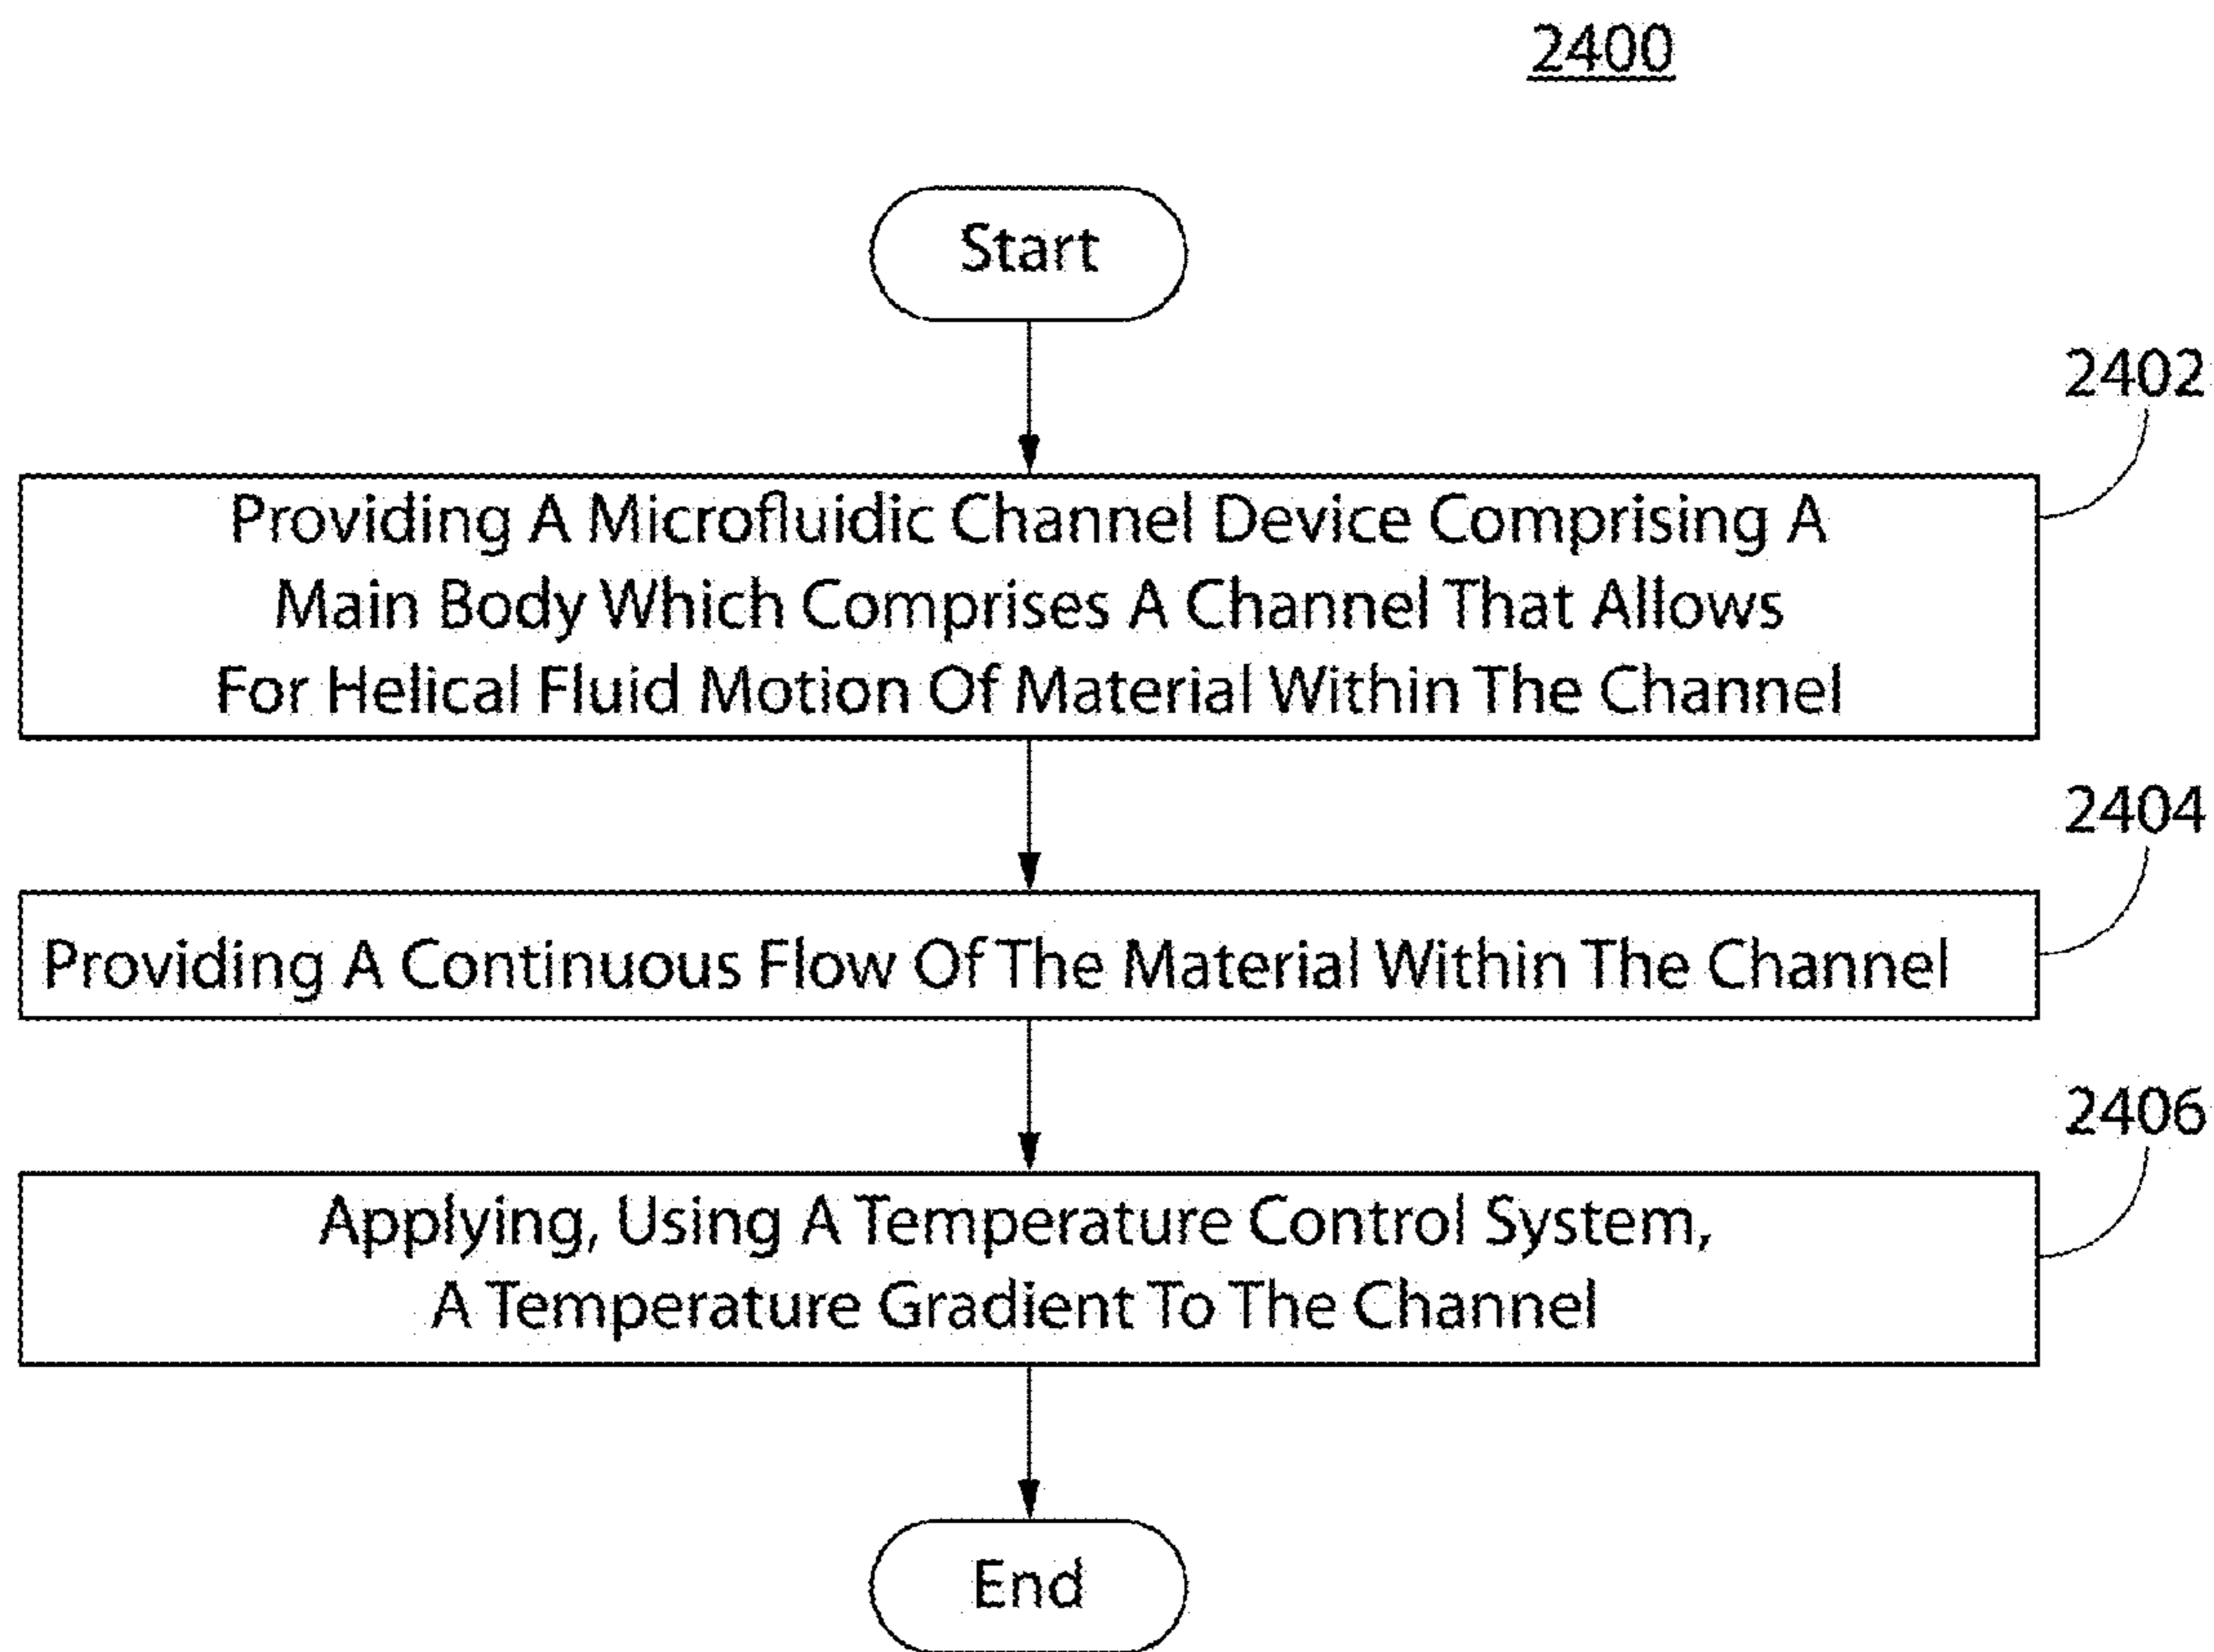 2400
Start
2402
Providing A Microfluidic Channel Device Comprising A
Main Body Which Comprises A Channel That Allows
For Helical Fluid Motion Of Material Within The Channel
2404
Providing A Continuous Flow Of The Material Within The Channel
2406
Applying, Using A Temperature Control System,
A Temperature Gradient To The Channel
End